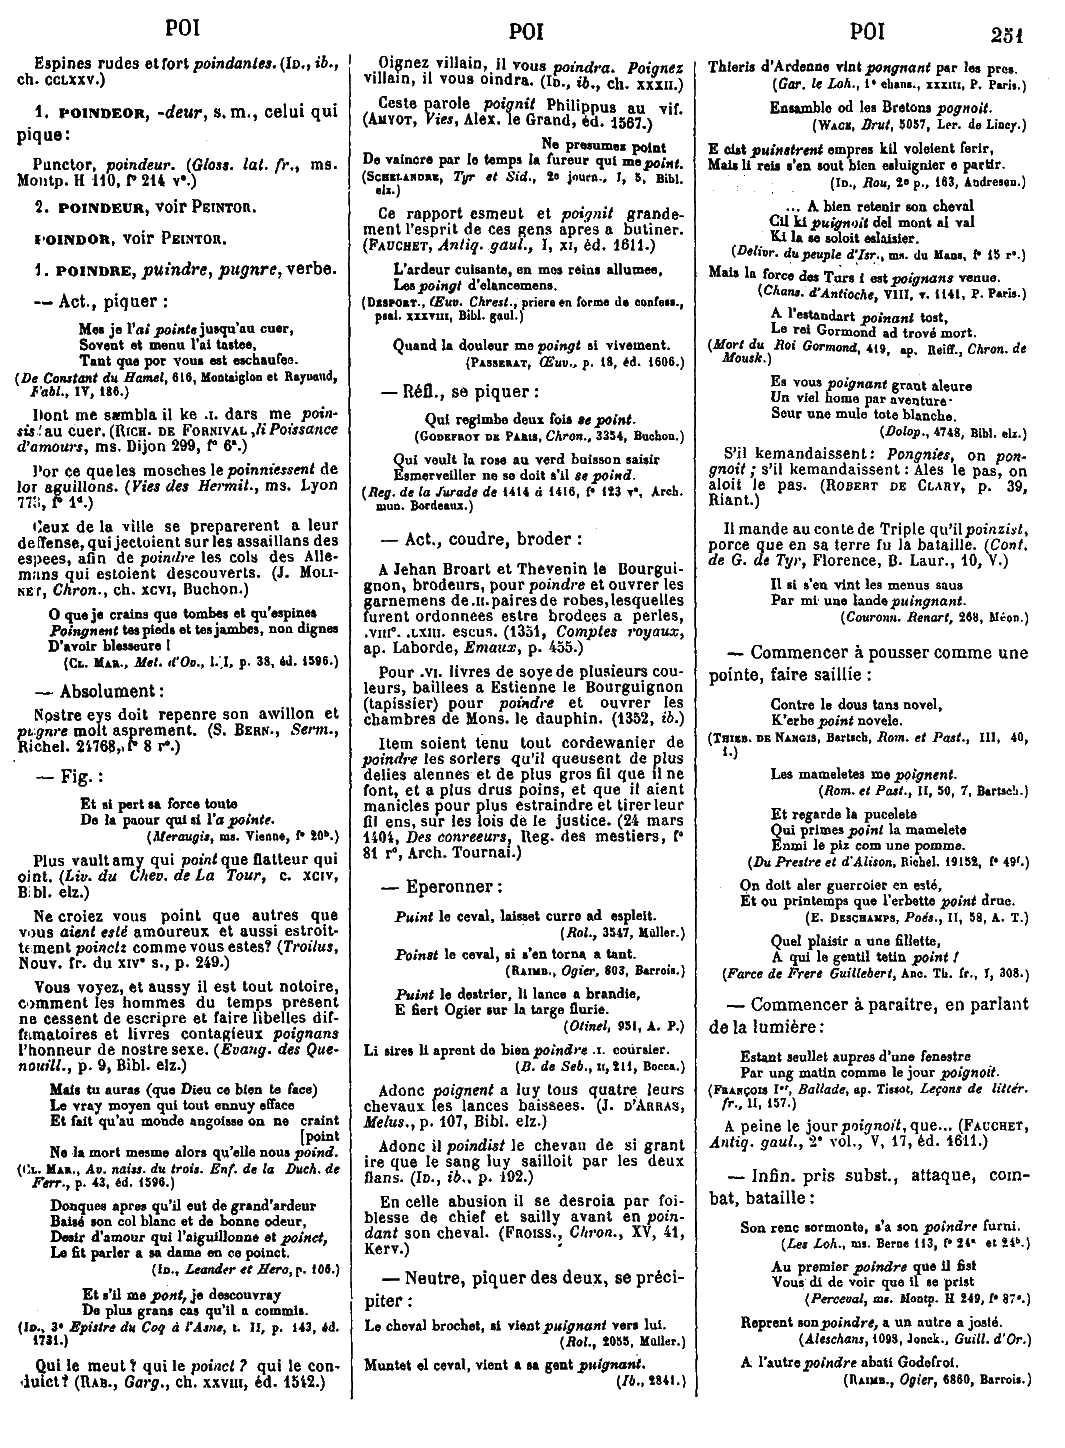 POI
POI
POI
251
Espines rudes et fort poindantes. (ID., ib.,
ch. CCLXXV.)
1. POINDEOR, -deur, s. m., celui qui
pique:
Punctor, poindeur. (Gloss. lat. fr., ms.
Montp. H 110, f° 214 v°.)
2. POINDEUR, voir PEINTOR.
POINDOR, voir PEINTOR.
1. POINDRE, puindre, pugnre, verbe.
— Act., piquer :
Mes je l'ai pointe jusqu'au cuer,
Sovent et menu l'ai tastee,
Tant que por vous est eschaufee.
(De Constant du Hamel, 616, Montaiglon et Raynaud,
Fabl., IV, 186.)
Dont me sambla il ke .I. dars me poin-
sis! au cuer. (RICH. DE FORNIVAL, li Poissance
d'amours, ms. Dijon 299, f° 6ª.)
Por ce que les mosches le poinniessent de
lor aguillons. (Vies des Hermit., ms. Lyon
773, f° 1ᵈ.)
Ceux de la ville se preparerent a leur
deffense, qui jectoient sur les assaillans des
espees, afin de poindre les cols des Alle-
mans qui estoient descouverts. (J. MOLI-
NET, Chron., ch. XCVI, Buchon.)
O que je crains que tombes et qu'espines
Poingnent tes pieds et tes jambes, non dignes
D'avoir blesseure !
(CL. MAR., Met. d'Ov., l. I, p. 38, éd. 1596.)
— Absolument :
Nostre eys doit repenre son awillon et
pugnre molt asprement. (S. BERN., Serm.,
Richel. 24768, f° 8 r°.)
— Fig. :
Et si pert sa force toute
De la paour qui si l'a pointe.
(Meraugis, ms. Vienne, f° 20ᵇ.)
Plus vault amy qui point que flatteur qui
oint. (Liv. du Chev. de La Tour, c. XCIV,
Bibl. elz.)
Ne croiez vous point que autres que
vous aient esté amoureux et aussi estroit-
tement poinctz comme vous estes? (Troilus,
Nouv. fr. du XIVᵉ s., p. 249.)
Vous voyez, et aussy il est tout notoire,
comment les hommes du temps present
ne cessent de escripre et faire libelles dif-
famatoires et livres contagieux poignans
l'honneur de nostre sexe. (Evang. des Que-
nouill., p. 9, Bibl. elz.)
Mais tu auras (que Dieu ce bien te face)
Le vray moyen qui tout ennuy efface
Et fait qu'au monde angoisse on ne craint
[point
Ne la mort mesme alors qu'elle nous poind.
(CL. MAR., Av. naiss. du trois. Enf. de la Duch. de
Ferr., p. 43, éd. 1596.)
Donques apres qu'il eut de grand'ardeur
Baisé son col blanc et de bonne odeur,
Desir d'amour qui l'aiguillonne et poinct,
Le fit parler a sa dame en ce poinct.
(ID., Leander et Hero, p. 106.)
Et s'il me pont, je descouvray
De plus grans cas qu'il a commis.
(ID., 3ᵉ Epistre du Coq à l'Asne, t. II, p. 143, éd.
1731.)
Qui le meut? qui le poinct ? qui le con-
duict? (RAB., Garg., ch. XXVIII, éd. 1542.)
Oignez villain, il vous poindra. Poignez
villain, il vous oindra. (ID., ib., ch. XXXII.)
Ceste parole poignit Philippus au vif.
(AMYOT, Vies, Alex. le Grand, éd. 1567.)
Ne presumez point
De vaincre par le temps la fureur qui me point.
(SCHELANDRE, Tyr et Sid., 2ᵉ journ., I, 5, Bibl.
elz.)
Ce rapport esmeut et poignit grande-
ment l'esprit de ces gens apres a butiner.
(FAUCHET, Antiq. gaul., I, XI, éd. 1611.)
L'ardeur cuisante, en mes reins allumee,
Les poingt d'elancemens.
(DESPORT., Œuv. Chrest., priere en forme de confess.,
psal. XXXVIII, Bibl. gaul.)
Quand la douleur me poingt si vivement.
(PASSERAT, Œuv., p. 18, éd. 1606.)
— Réfl., se piquer :
Qui regimbe deux fois se point.
(GODEFROY DE PARIS, Chron., 3354, Buchon.)
Qui veult la rose au verd buisson saisir
Esmerveiller ne se doit s'il se poind.
(Reg. de la Jurade de 1414 à 1416, f° 123 v°, Arch.
mun. Bordeaux.)
— Act., coudre, broder :
A Jehan Broart et Thevenin le Bourgui-
gnon, brodeurs, pour poindre et ouvrer les
garnemens de .II. paires de robes, lesquelles
furent ordonnees estre brodees a perles,
.VIIIᶜ. .LXIII. escus. (1351, Comptes royaux,
ap. Laborde, Emaux, p. 455.)
Pour .VI. livres de soye de plusieurs cou-
leurs, baillees a Estienne le Bourguignon
(tapissier) pour poindre et ouvrer les
chambres de Mons. le dauphin. (1352, ib.)
Item soient tenu tout cordewanier de
poindre les sorlers qu'il queusent de plus
delies alennes et de plus gros fil que il ne
font, et a plus drus poins, et que il aient
manicles pour plus estraindre et tirer leur
fil ens, sur les lois de le justice. (24 mars
1404, Des conreeurs, Reg. des mestiers, f°
81 r°, Arch. Tournai.)
— Eperonner :
Puint le ceval, laisset curre ad espleit.
(Rol., 3547, Müller.)
Poinst le ceval, si s'en torna a tant.
(RAIMB., Ogier, 803, Barrois.)
Puint le destrier, li lance a brandie,
E fiert Ogier sur la targe flurie.
(Otinel, 951, A. P.)
Li sires li aprent de bien poindre .I. coursier.
(B. de Seb., II, 211, Bocca.)
Adonc poignent a luy tous quatre leurs
chevaux les lances baissees. (J. D'ARRAS,
Melus., p. 107, Bibl. elz.)
Adonc il poindist le cheval de si grant
ire que le sang luy sailloit par les deux
flans. (ID., ib., p. 192.)
En celle abusion il se desroia par foi-
blesse de chief et sailly avant en poin-
dant son cheval. (FROISS., Chron., XV, 41,
Kerv.)
— Neutre, piquer des deux, se préci-
piter :
Le cheval brochet, si vient puignant vers lui.
(Rol., 2055, Müller.)
Muntet el ceval, vient a sa gent puignant.
(Ib., 2841.)
Thieris d'Ardenne vint pongnant par les pres.
(Gar. le Loh., 1ᵉ chans., XXXIII, P. Paris.)
Ensamble od les Bretons pognoit.
(WACE, Brut, 5057, Ler. de Lincy.)
E cist puinstrent empres kil voleient ferir,
Mais li reis s'en sout bien esluignier e partir.
(ID., Rou, 2ᵉ p., 163, Andresen.)
... A bien retenir son cheval
Cil ki puignoit del mont al val
Ki la se soloit eslaisier.
(Delivr. du peuple d'Isr., ms. du Mans, f° 15 r°.)
Mais la force des Turs i est poignans venue.
(Chans. d'Antioche, VIII, v. 1141, P. Paris.)
A l'estandart poinant tost,
Le rei Gormond ad trové mort.
(Mort du Roi Gormond, 419, ap. Reiff., Chron. de
Mousk.)
Es vous poignant grant aleure
Un viel home par aventure
Seur une mule tote blanche.
(Dolop., 4748, Bibl. elz.)
S'il kemandaissent: Pongnies, on pon-
gnoit ; s'il kemandaissent : Ales le pas, on
aloit le pas. (ROBERT DE CLARY, p. 39,
Riant.)
Il mande au conte de Triple qu'il poinzist,
porce que en sa terre fu la bataille. (Cont.
de G. de Tyr, Florence, B. Laur., 10, V.)
Il si s'en vint les menus saus
Par mi une lande puingnant.
(Couronn. Renart, 268, Méon.)
— Commencer à pousser comme une
pointe, faire saillie :
Contre le dous tans novel,
K'erbe point novele.
(THIEB. DE NANGIS, Bartsch, Rom. et Past., III, 40,
1.)
Les mameletes me poignent.
(Rom. et Past., II, 50, 7, Bartsch.)
Et regarde la pucelete
Qui primes point la mamelete
Enmi le piz com une pomme.
(Du Prestre et d'Alison, Richel. 19152, f° 49ᶠ.)
On doit aler guerroier en esté,
Et ou printemps que l'erbette point drue.
(E. DESCHAMPS, Poés., II, 58, A. T.)
Quel plaisir a une fillette,
A qui le gentil tetin point !
(Farce de Frere Guillebert, Anc. Th. fr., I, 308.)
— Commencer à paraitre, en parlant
de la lumière :
Estant seullet aupres d'une fenestre
Par ung matin comme le jour poignoit.
(FRANÇOIS Iᵉʳ, Ballade, ap. Tissot, Leçons de littér.
fr., II, 157.)
A peine le jour poignoit, que... (FAUCHET,
Antiq. gaul., 2ᵉ vol., V, 17, éd. 1611.)
— Infin. pris subst., attaque, com-
bat, bataille :
Son renc sormonte, s'a son poindre furni.
(Les Loh., ms. Berne 113, f° 24ª et 24ᵇ.)
Au premier poindre que il fist
Vous di de voir que il se prist
(Perceval, ms. Montp. H 249, f° 87ᵉ.)
Reprent son poindre, a un autre a josté.
(Aleschans, 1093, Jonck., Guill. d'Or.)
A l'autre poindre abati Godefroi.
(RAIMB., Ogier, 6860, Barrois.)